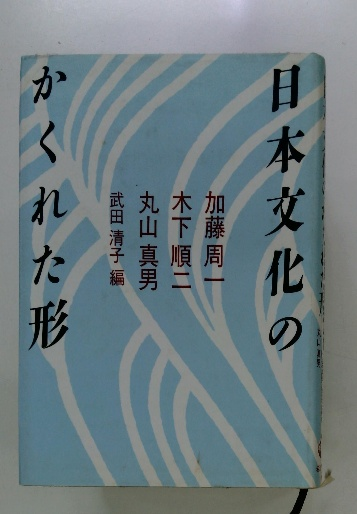 日本文化の
かくれた形
加藤周一
木下順二
丸山真男
武田清子 編